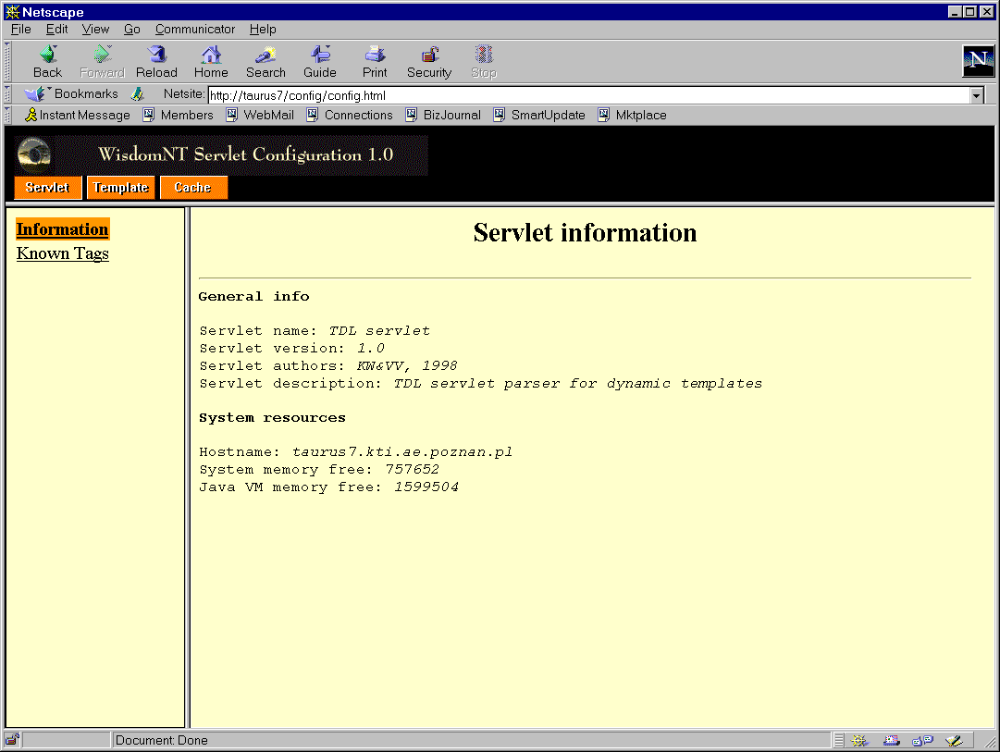 Netscape
File Edit View Go Communicator Help
Back Forward Reload Home Search Guide Print Security Stop
N
Bookmarks Netsite: http://taurus7/config/config.html
Instant Message Members WebMail Connections BizJournal SmartUpdate Mktplace
WisdomNT Servlet Configuration 1.0
Servlet Template Cache
Information
Known Tags
Servlet information
General info
Servlet name: TDL servlet
Servlet version: 1.0
Servlet authors: KW&VV, 1998
Servlet description: TDL servlet parser for dynamic templates
System resources
Hostname: taurus7.kti.ae.poznan.pl
System memory free: 757652
Java VM memory free: 1599504
Document: Done